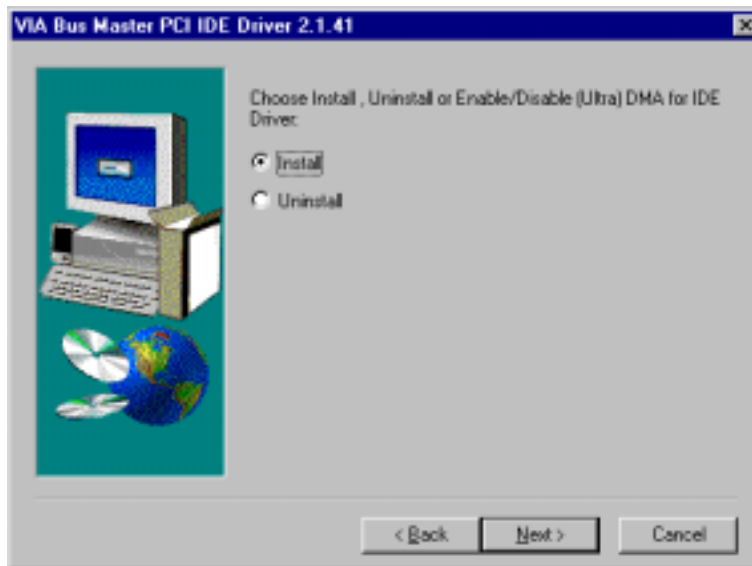 VIA Bus Master PCI IDE Driver 2.1.41
Choose Install , Uninstall or Enable/Disable (Ultra) DMA for IDE
Driver:
Install
Uninstall
< Back
Next >
Cancel